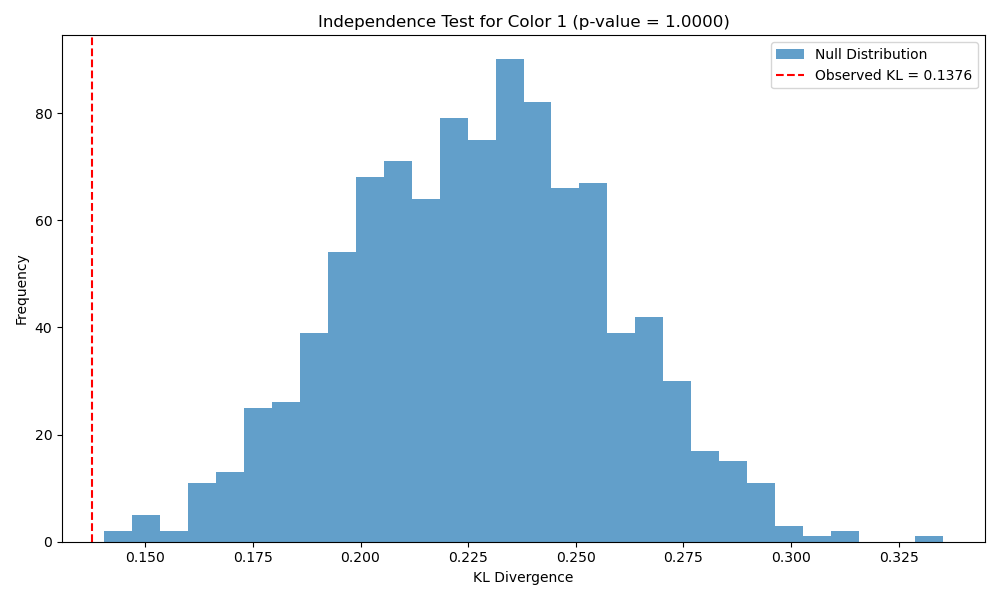 Independence Test for Color 1 (p-value = 1.0000)
Null Distribution
Observed KL = 0.1376
Frequency
80
60
40
20
0
0.150 0.175 0.200 0.225 0.250 0.275 0.300 0.325
KL Divergence